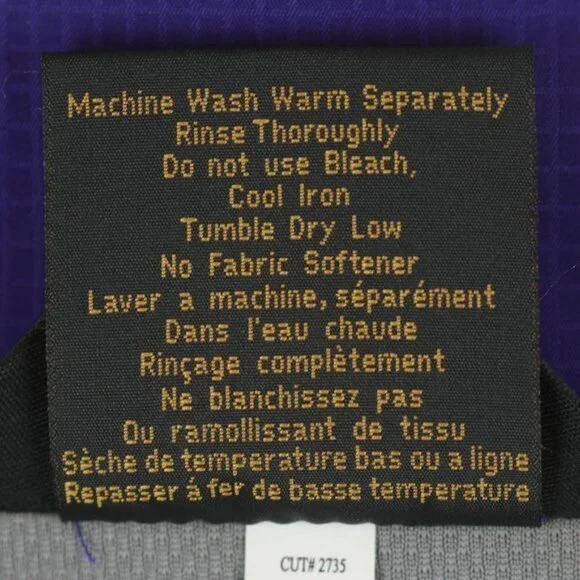 Machine Wash Warm Separately
Rinse Thoroughly
Do not use Bleach,
Cool Iron
Tumble Dry Low
No Fabric Softener
Laver a machine, séparément
Dans l'eau chaude
Rinçage complètement
Ne blanchissez pas
Ou ramollissant de tissu
Sèche de temperature bas ou a ligne
Repasser á fer de basse temperature
CUT# 2735